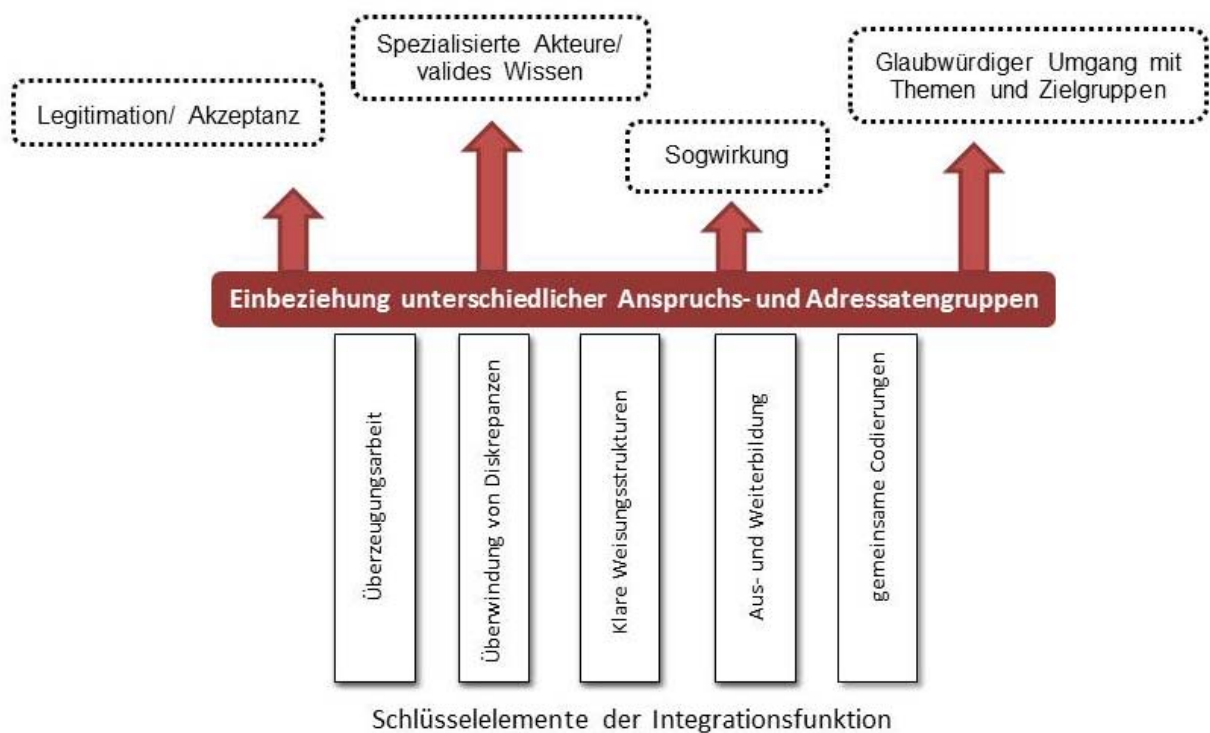 Legitimation/ Akzeptanz
Spezialisierte Akteure/
valides Wissen
Sogwirkung
Glaubwürdiger Umgang mit
Themen und Zielgruppen
Einbeziehung unterschiedlicher Anspruchs- und Adressatengruppen
Überzeugungsarbeit
Überwindung von Diskrepanzen
Klare Weisungsstrukturen
Aus- und Weiterbildung
gemeinsame Codierungen
Schlüsselelemente der Integrationsfunktion